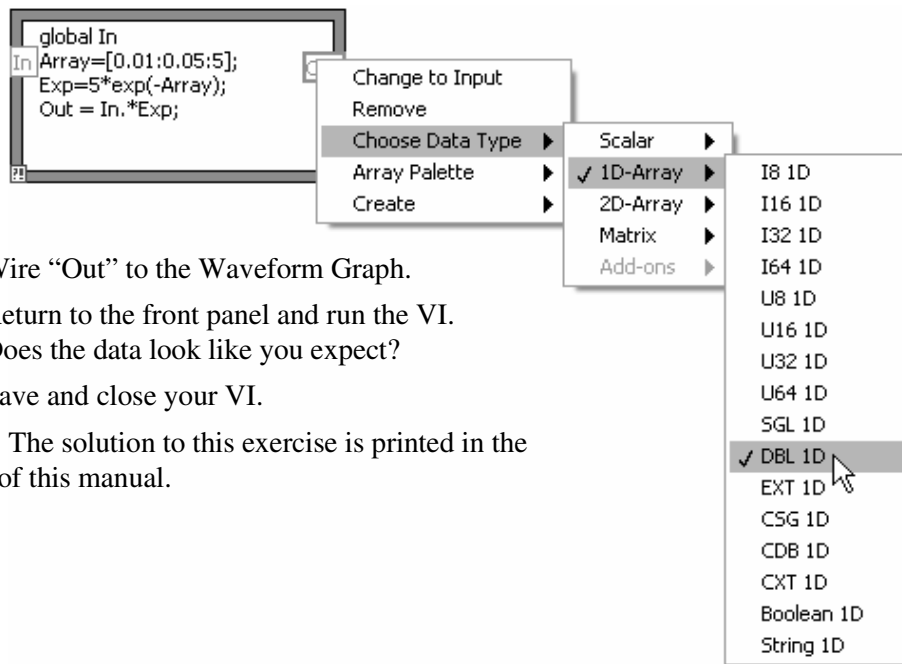 global In
In
Array=[0.01:0.05:5];
Exp=5*exp(-Array);
Out = In.*Exp;
Change to Input
Remove
Choose Data Type
Array Palette
Create
Scalar
✓ 1D-Array
2D-Array
Matrix
Add-ons
I8 1D
I16 1D
I32 1D
I64 1D
U8 1D
U16 1D
U32 1D
U64 1D
SGL 1D
✓ DBL 1D
EXT 1D
CSG 1D
CDB 1D
CXT 1D
Boolean 1D
String 1D
Wire “Out” to the Waveform Graph.
eturn to the front panel and run the VI.
Does the data look like you expect?
ave and close your VI.
The solution to this exercise is printed in the
of this manual.